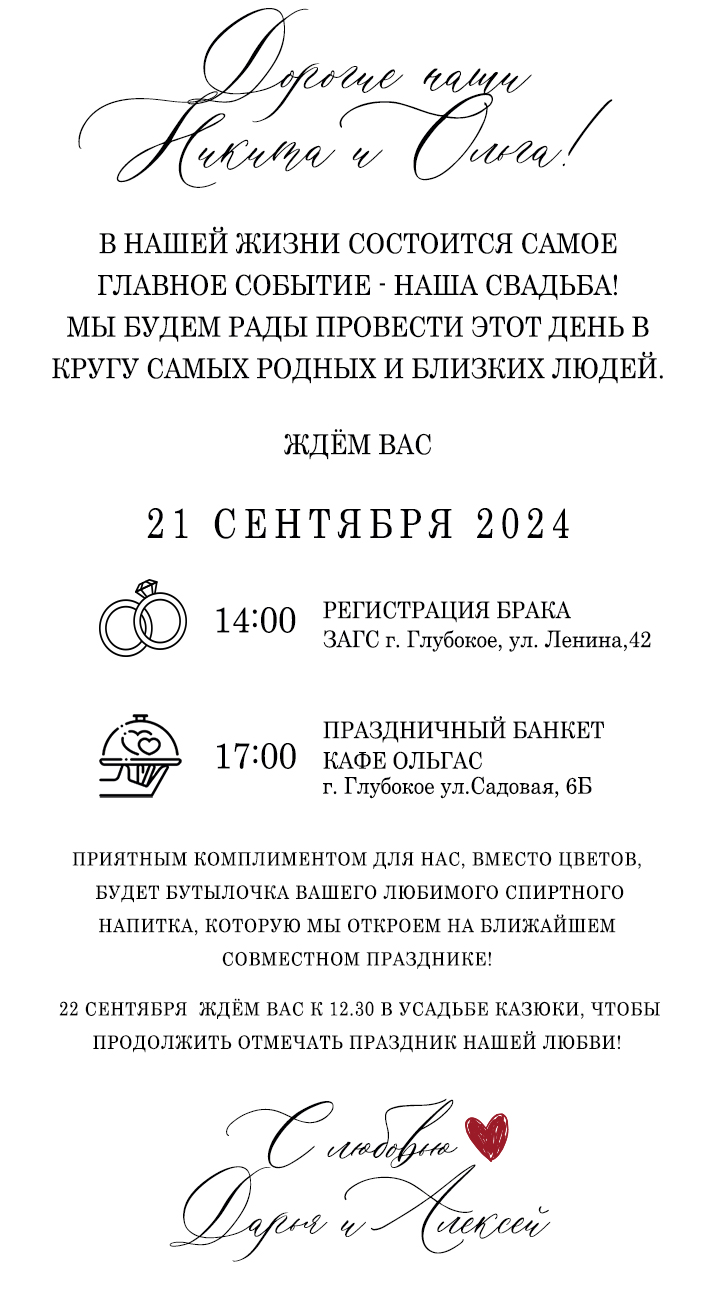 Дорогие наши
Никита и Ольга!
В НАШЕЙ ЖИЗНИ СОСТОИТСЯ САМОЕ
ГЛАВНОЕ СОБЫТИЕ - НАША СВАДЬБА!
МЫ БУДЕМ РАДЫ ПРОВЕСТИ ЭТОТ ДЕНЬ В
КРУГУ САМЫХ РОДНЫХ И БЛИЗКИХ ЛЮДЕЙ.
ЖДЁМ ВАС
21 СЕНТЯБРЯ 2024
14:00
РЕГИСТРАЦИЯ БРАКА
ЗАГС г. Глубокое, ул. Ленина,42
17:00
ПРАЗДНИЧНЫЙ БАНКЕТ
КАФЕ ОЛЬГАС
г. Глубокое ул.Садовая, 6Б
ПРИЯТНЫМ КОМПЛИМЕНТОМ ДЛЯ НАС, ВМЕСТО ЦВЕТОВ,
БУДЕТ БУТЫЛОЧКА ВАШЕГО ЛЮБИМОГО СПИРТНОГО
НАПИТКА, КОТОРУЮ МЫ ОТКРОЕМ НА БЛИЖАЙШЕМ
СОВМЕСТНОМ ПРАЗДНИКЕ!
22 СЕНТЯБРЯ ЖДЁМ ВАС К 12.30 В УСАДЬБЕ КАЗЮКИ, ЧТОБЫ
ПРОДОЛЖИТЬ ОТМЕЧАТЬ ПРАЗДНИК НАШЕЙ ЛЮБВИ!
С любовью
Дарья и Алексей